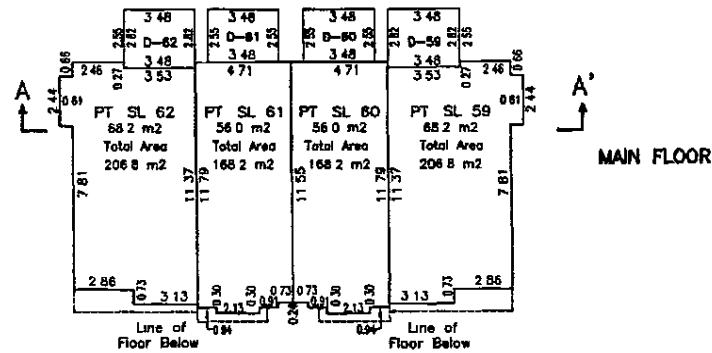 3 48 3 48 3 48 3 48
2.82 D-62 2.82 2.55 D-61 2.55 2.55 D-60 2.55 2.82 D-59 2.55
3 48 3 48 3 48 3 48
0.66 2 46 0.27 3 53 4 71 4 71 3 53 0.27 2 46 0.66
A A'
2 44 0.61 0.61 2 44
PT SL 62 PT SL 61 PT SL 60 PT SL 59
68.2 m2 56 0 m2 56 0 m2 68.2 m2
Total Area Total Area Total Area Total Area
206 8 m2 168.2 m2 168.2 m2 206.8 m2
MAIN FLOOR
7 81 11 37 11 79 11 55 11 79 11 37 7 81
2 86 0 73 0.30 0.30 0 73 0 73 0.30 0.30 0 73 2 86
3 13 2.13 0.91 0.91 2.13 3 13
0.94 0.94
Line of Line of
Floor Below Floor Below